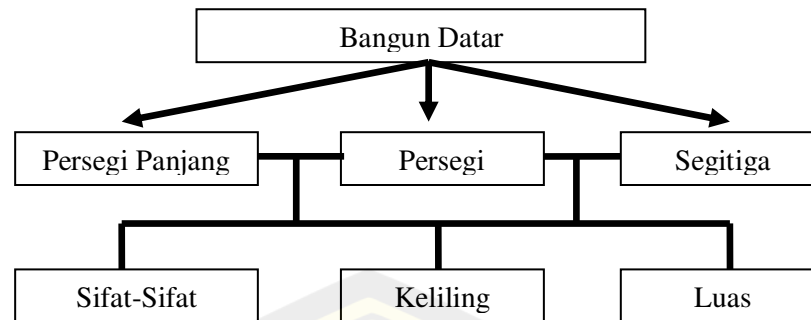 Bangun Datar
Persegi Panjang
Persegi
Segitiga
Sifat-Sifat
Keliling
Luas